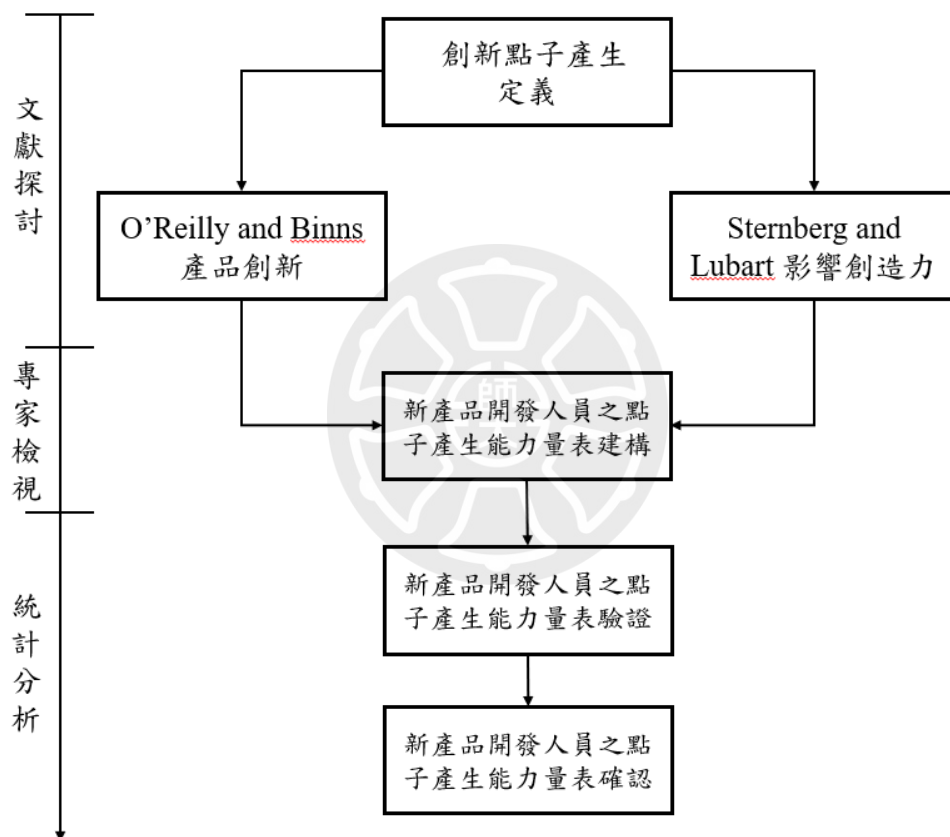 創新點子產生
定義
文獻探討
O’Reilly and Binns
產品創新
Sternberg and
Lubart 影響創造力
專家檢視
師
新產品開發人員之點
子產生能力量表建構
統計分析
新產品開發人員之點
子產生能力量表驗證
新產品開發人員之點
子產生能力量表確認